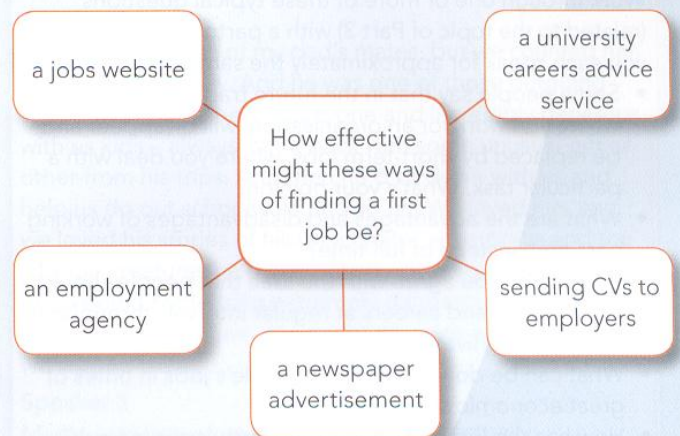 a jobs website
a university
careers advice
service
How effective
might these ways
of finding a first
job be?
an employment
agency
sending CVs to
employers
a newspaper
advertisement